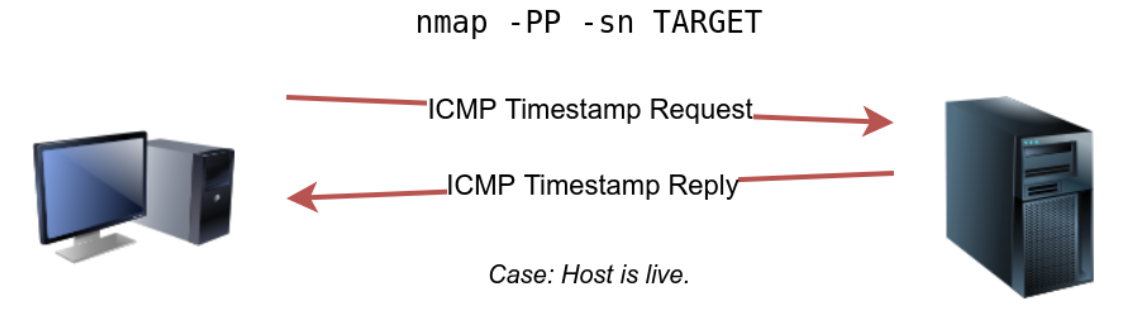 nmap -PP -sn TARGET
ICMP Timestamp Request
ICMP Timestamp Reply
Case: Host is live.